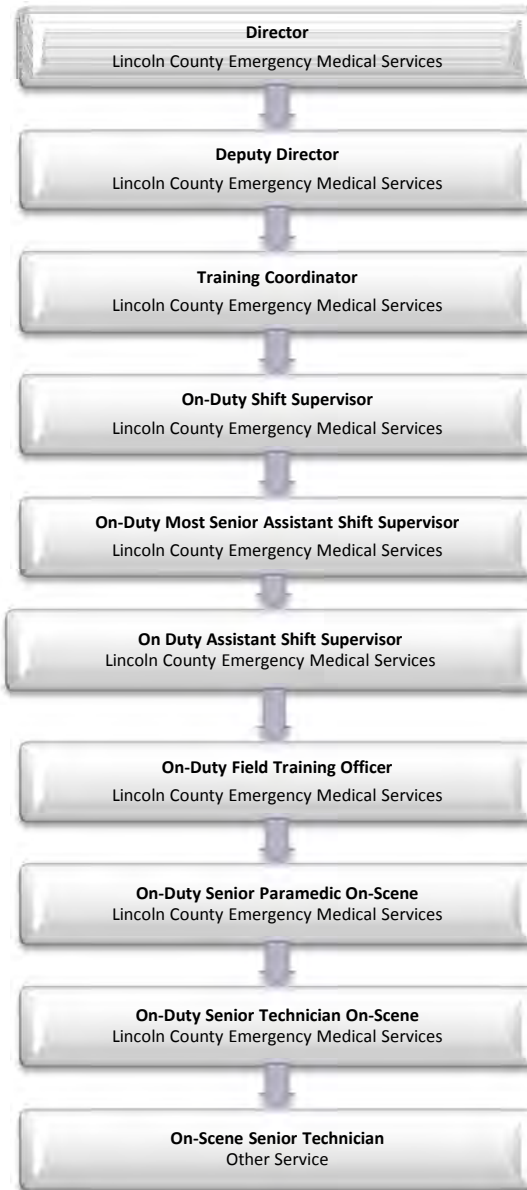 Director
Lincoln County Emergency Medical Services
Deputy Director
Lincoln County Emergency Medical Services
Training Coordinator
Lincoln County Emergency Medical Services
On-Duty Shift Supervisor
Lincoln County Emergency Medical Services
On-Duty Most Senior Assistant Shift Supervisor
Lincoln County Emergency Medical Services
On Duty Assistant Shift Supervisor
Lincoln County Emergency Medical Services
On-Duty Field Training Officer
Lincoln County Emergency Medical Services
On-Duty Senior Paramedic On-Scene
Lincoln County Emergency Medical Services
On-Duty Senior Technician On-Scene
Lincoln County Emergency Medical Services
On-Scene Senior Technician
Other Service